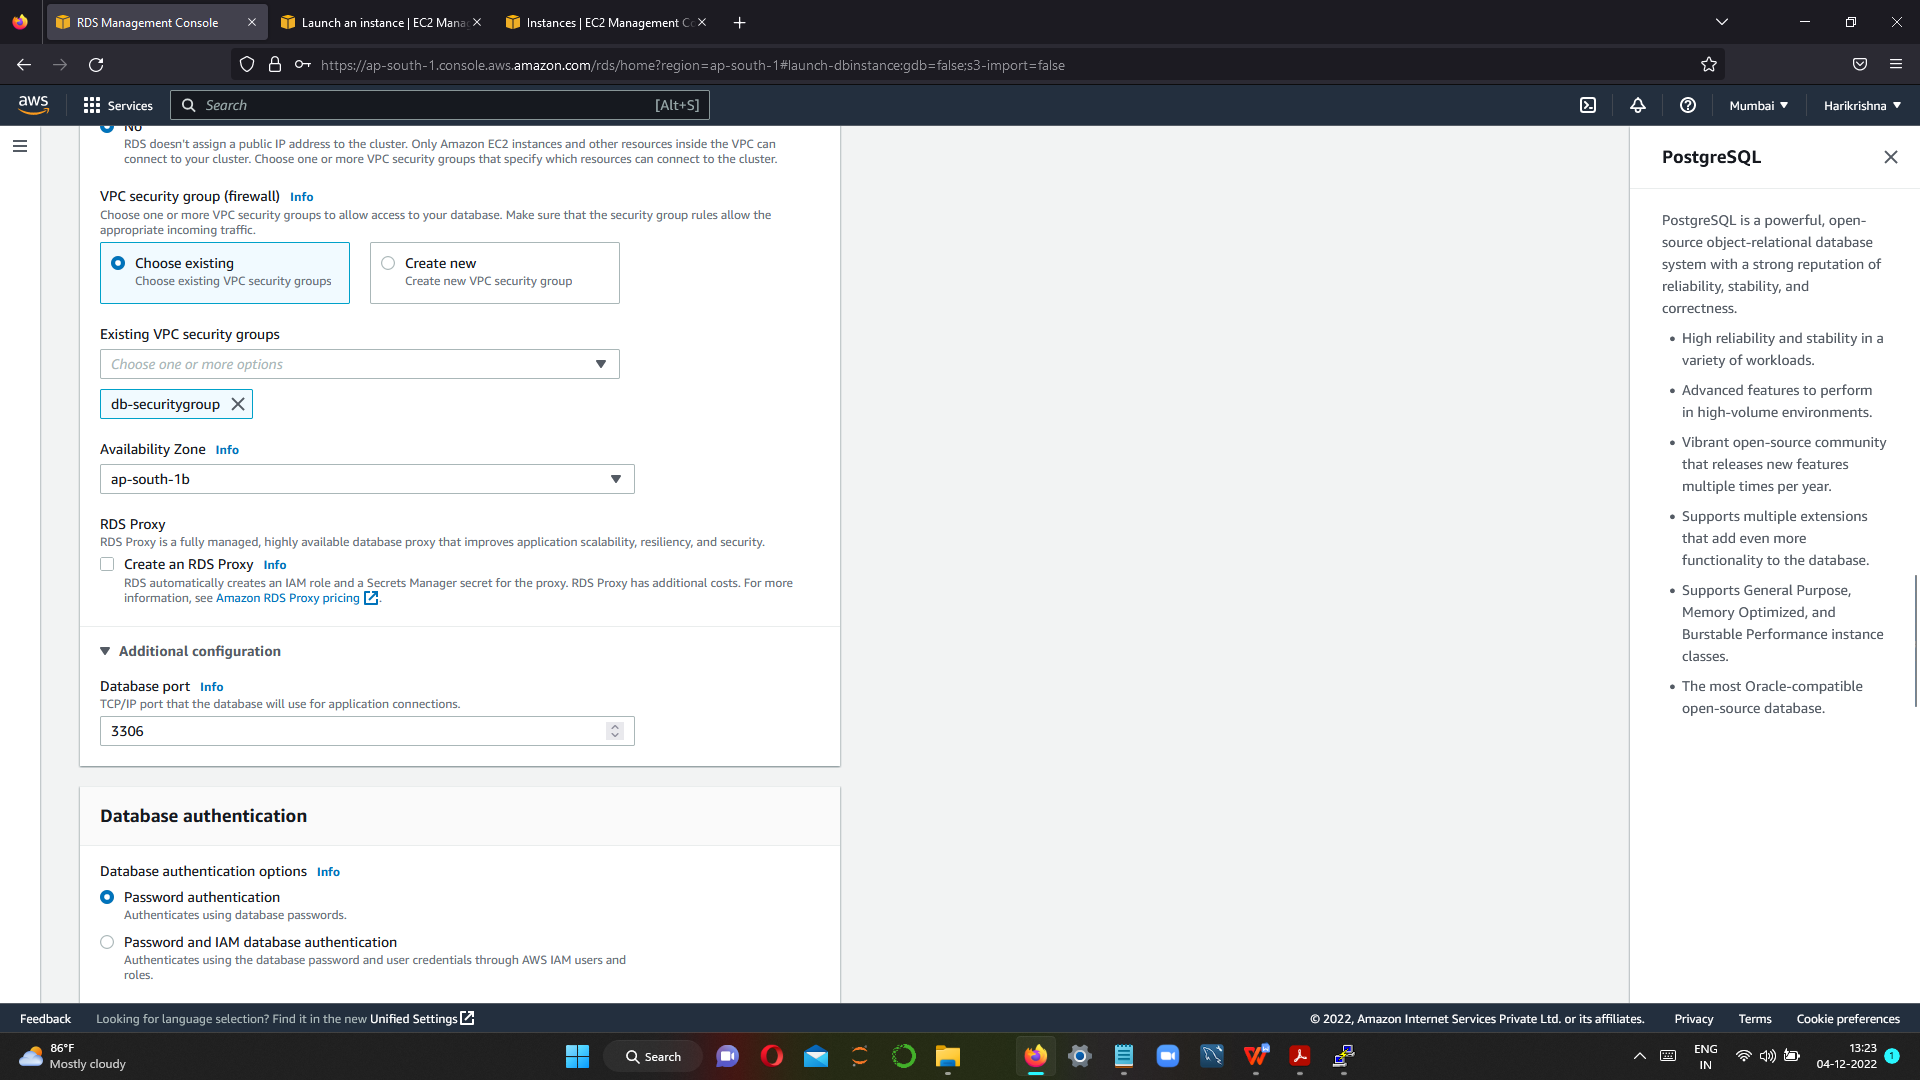 RDS Management Console
Launch an instance | EC2 Mana
Instances | EC2 Management Co
https://ap-south-1.console.aws.amazon.com/rds/home?region=ap-south-1#launch-dbinstance:gdb=false;s3-import=false
aws
Services
Search
[Alt+S]
Mumbai
Harikrishna
No
RDS doesn't assign a public IP address to the cluster. Only Amazon EC2 instances and other resources inside the VPC can
connect to your cluster. Choose one or more VPC security groups that specify which resources can connect to the cluster.
VPC security group (firewall) Info
Choose one or more VPC security groups to allow access to your database. Make sure that the security group rules allow the
appropriate incoming traffic.
Choose existing
Choose existing VPC security groups
Create new
Create new VPC security group
Existing VPC security groups
Choose one or more options
db-securitygroup
Availability Zone Info
ap-south-1b
RDS Proxy
RDS Proxy is a fully managed, highly available database proxy that improves application scalability, resiliency, and security.
Create an RDS Proxy Info
RDS automatically creates an IAM role and a Secrets Manager secret for the proxy. RDS Proxy has additional costs. For more
information, see Amazon RDS Proxy pricing.
Additional configuration
Database port Info
TCP/IP port that the database will use for application connections.
3306
Database authentication
Database authentication options Info
Password authentication
Authenticates using database passwords.
Password and IAM database authentication
Authenticates using the database password and user credentials through AWS IAM users and
roles.
PostgreSQL
PostgreSQL is a powerful, open-
source object-relational database
system with a strong reputation of
reliability, stability, and
correctness.
• High reliability and stability in a
variety of workloads.
• Advanced features to perform
in high-volume environments.
• Vibrant open-source community
that releases new features
multiple times per year.
• Supports multiple extensions
that add even more
functionality to the database.
• Supports General Purpose,
Memory Optimized, and
Burstable Performance instance
classes.
• The most Oracle-compatible
open-source database.
Feedback
Looking for language selection? Find it in the new Unified Settings
© 2022, Amazon Internet Services Private Ltd. or its affiliates.
Privacy
Terms
Cookie preferences
86°F
Mostly cloudy
Search
ENG
IN
13:23
04-12-2022
1